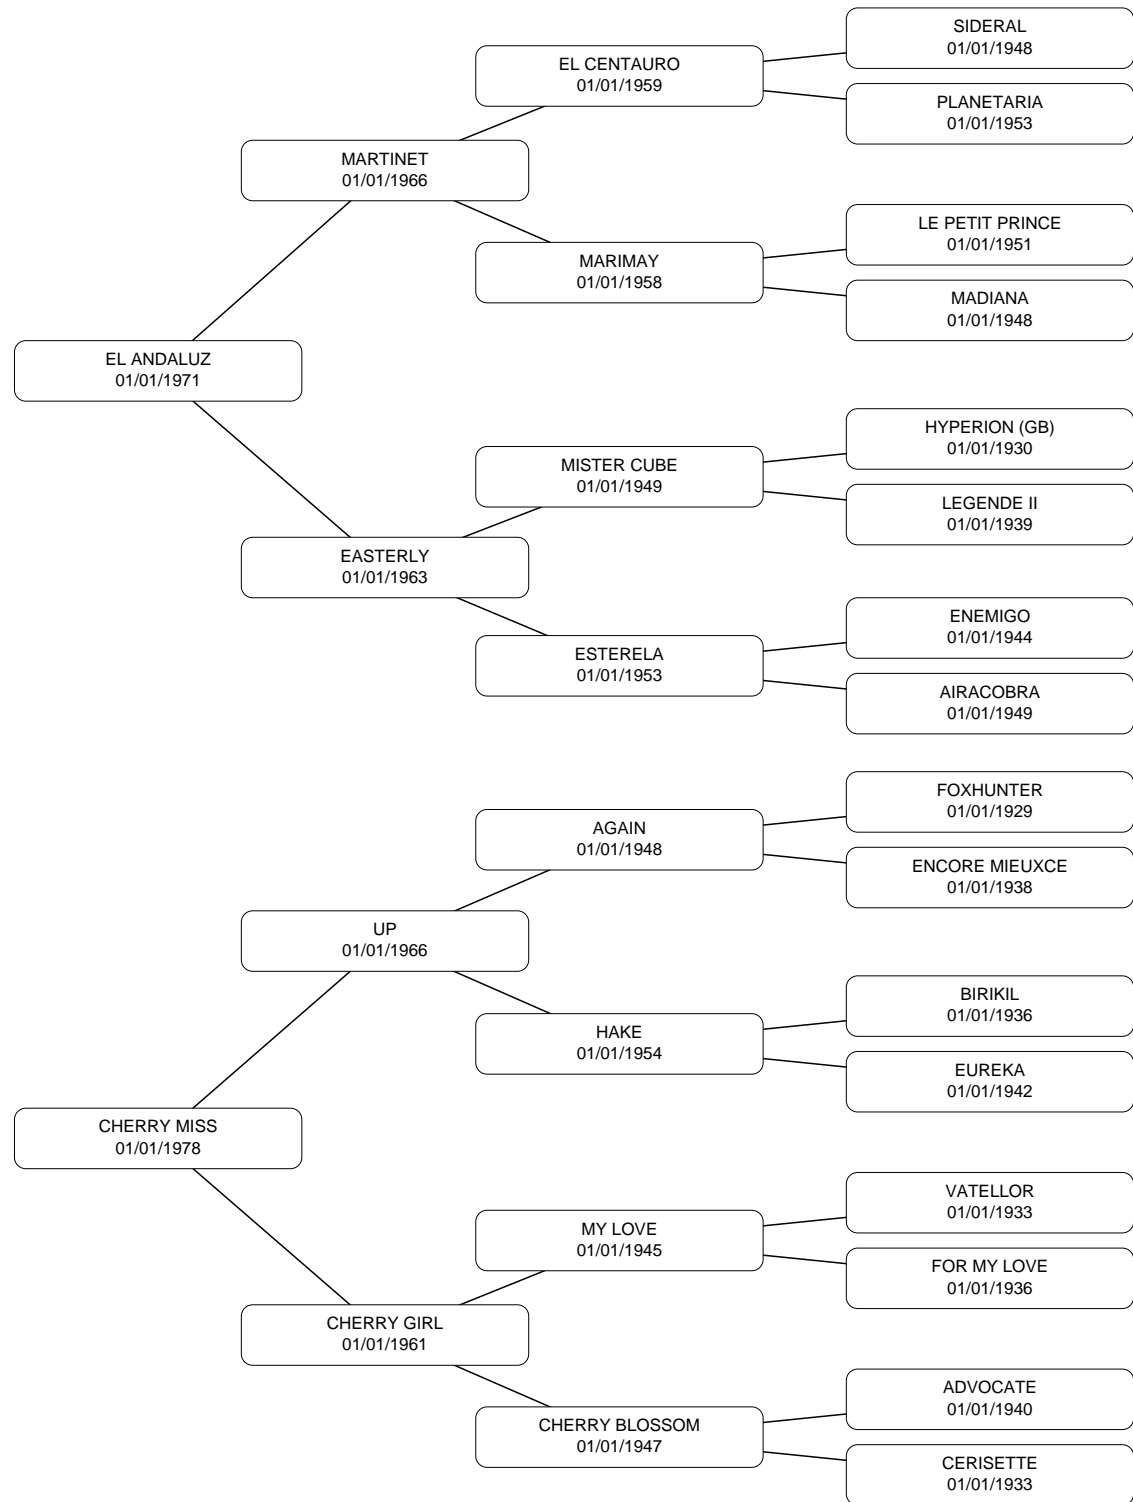 SIDERAL
01/01/1948
EL CENTAURO
01/01/1959
PLANETARIA
01/01/1953
MARTINET
01/01/1966
LE PETIT PRINCE
01/01/1951
MARIMAY
01/01/1958
MADIANA
01/01/1948
EL ANDALUZ
01/01/1971
HYPERION (GB)
01/01/1930
MISTER CUBE
01/01/1949
LEGENDE II
01/01/1939
EASTERLY
01/01/1963
ENEMIGO
01/01/1944
ESTERELA
01/01/1953
AIRACOBRA
01/01/1949
FOXHUNTER
01/01/1929
AGAIN
01/01/1948
ENCORE MIEUXCE
01/01/1938
UP
01/01/1966
BIRIKIL
01/01/1936
HAKE
01/01/1954
EUREKA
01/01/1942
CHERRY MISS
01/01/1978
VATELLOR
01/01/1933
MY LOVE
01/01/1945
FOR MY LOVE
01/01/1936
CHERRY GIRL
01/01/1961
ADVOCATE
01/01/1940
CHERRY BLOSSOM
01/01/1947
CERISETTE
01/01/1933